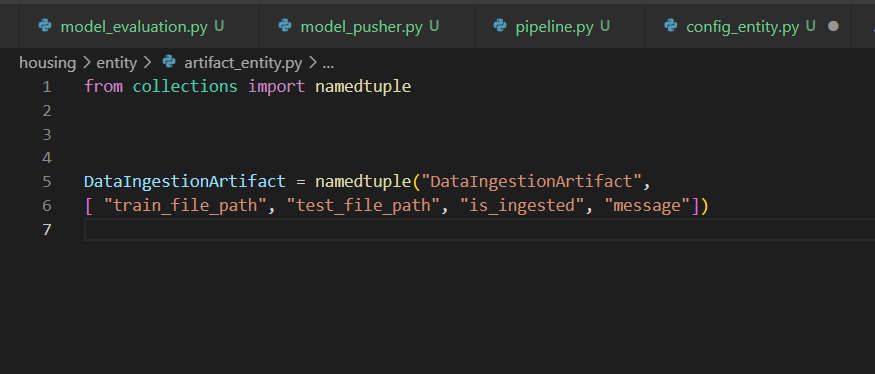 model_evaluation.py U model_pusher.py U pipeline.py U config_entity.py U
housing > entity > artifact_entity.py > ...
1 from collections import namedtuple
2
3
4
5 DataIngestionArtifact = namedtuple("DataIngestionArtifact",
6 [ "train_file_path", "test_file_path", "is_ingested", "message"])
7